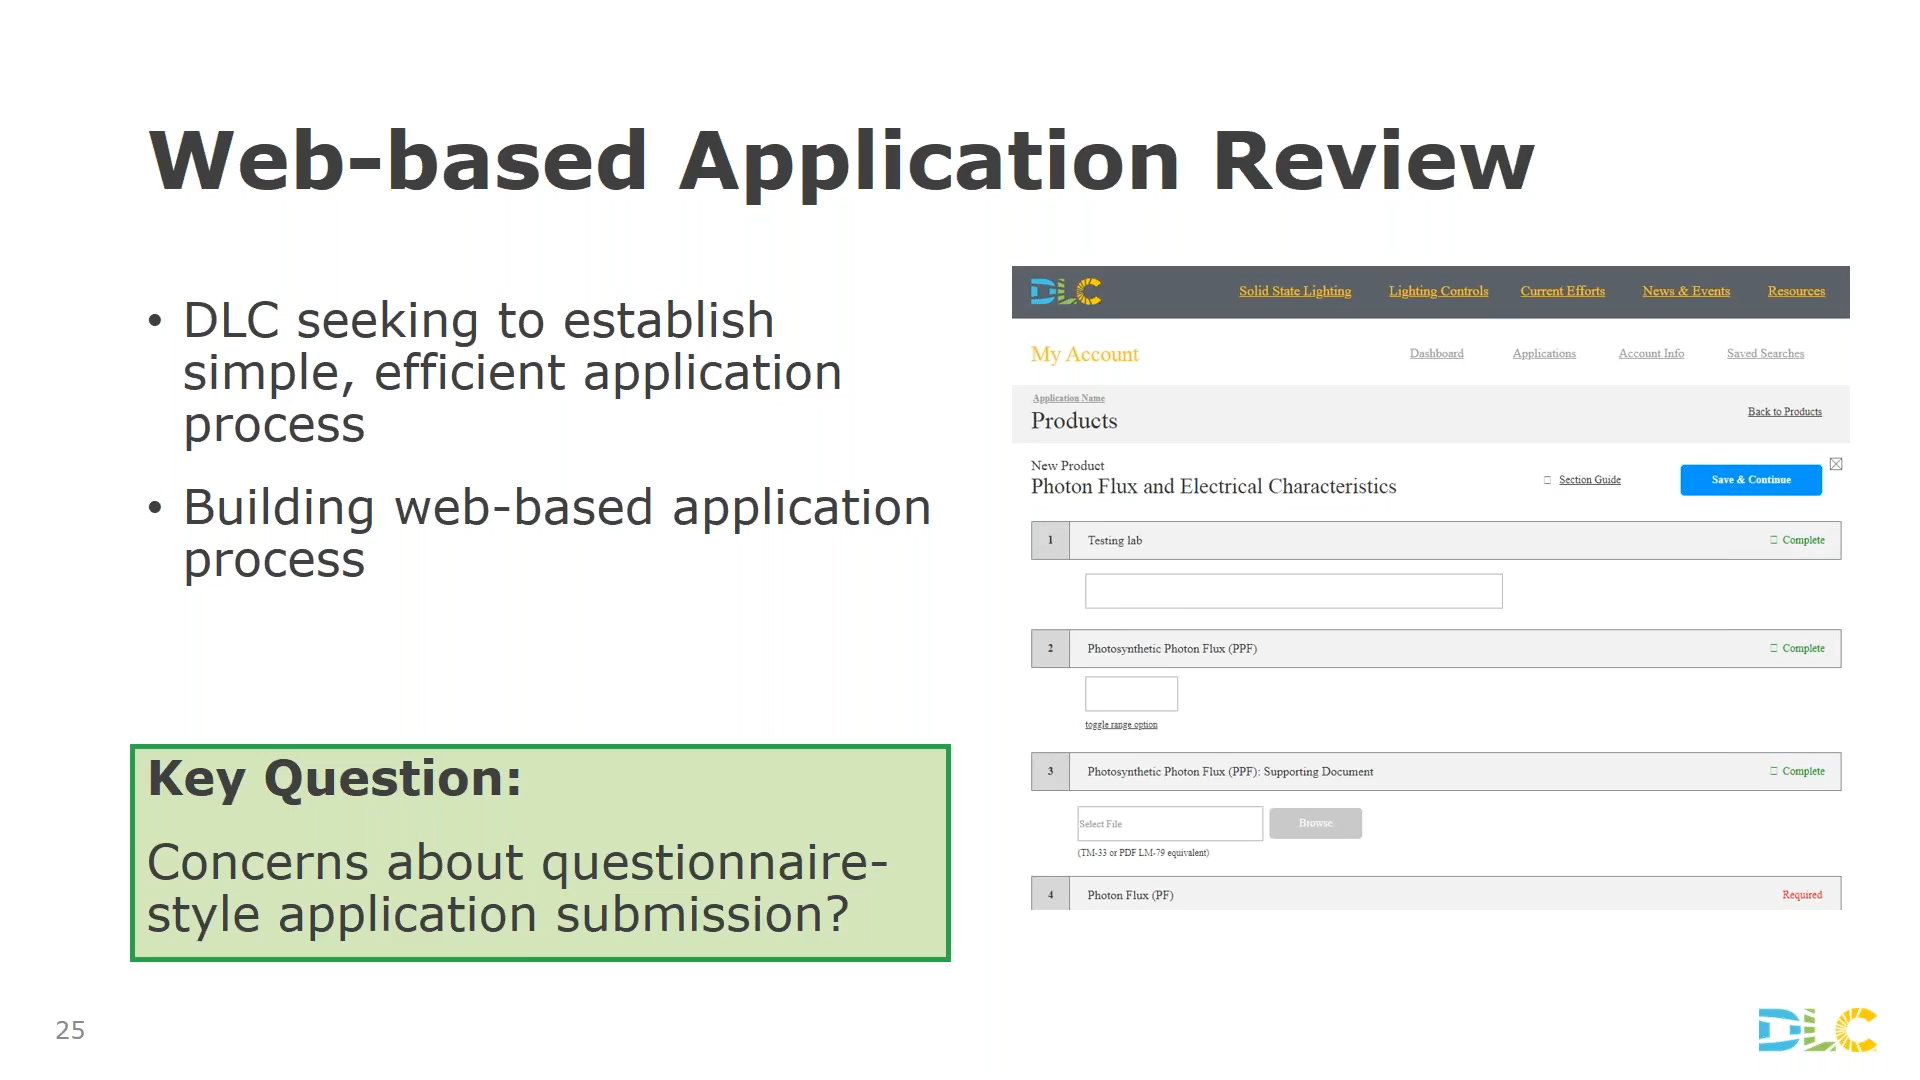 Web-based Application Review
• DLC seeking to establish
simple, efficient application
process
• Building web-based application
process
Key Question:
Concerns about questionnaire-
style application submission?
DLC
Solid State Lighting
Lighting Controls
Current Efforts
News & Events
Resources
My Account
Dashboard
Applications
Account Info
Saved Searches
Application Name
Products
Back to Products
New Product
Photon Flux and Electrical Characteristics
Section Guide
Save & Continue
1 Testing lab Complete
2 Photosynthetic Photon Flux (PPF) Complete
toggle range option
3 Photosynthetic Photon Flux (PPF): Supporting Document Complete
Select File Browse
(TM-33 or PDF LM-79 equivalent)
4 Photon Flux (PF) Required
25
DLC